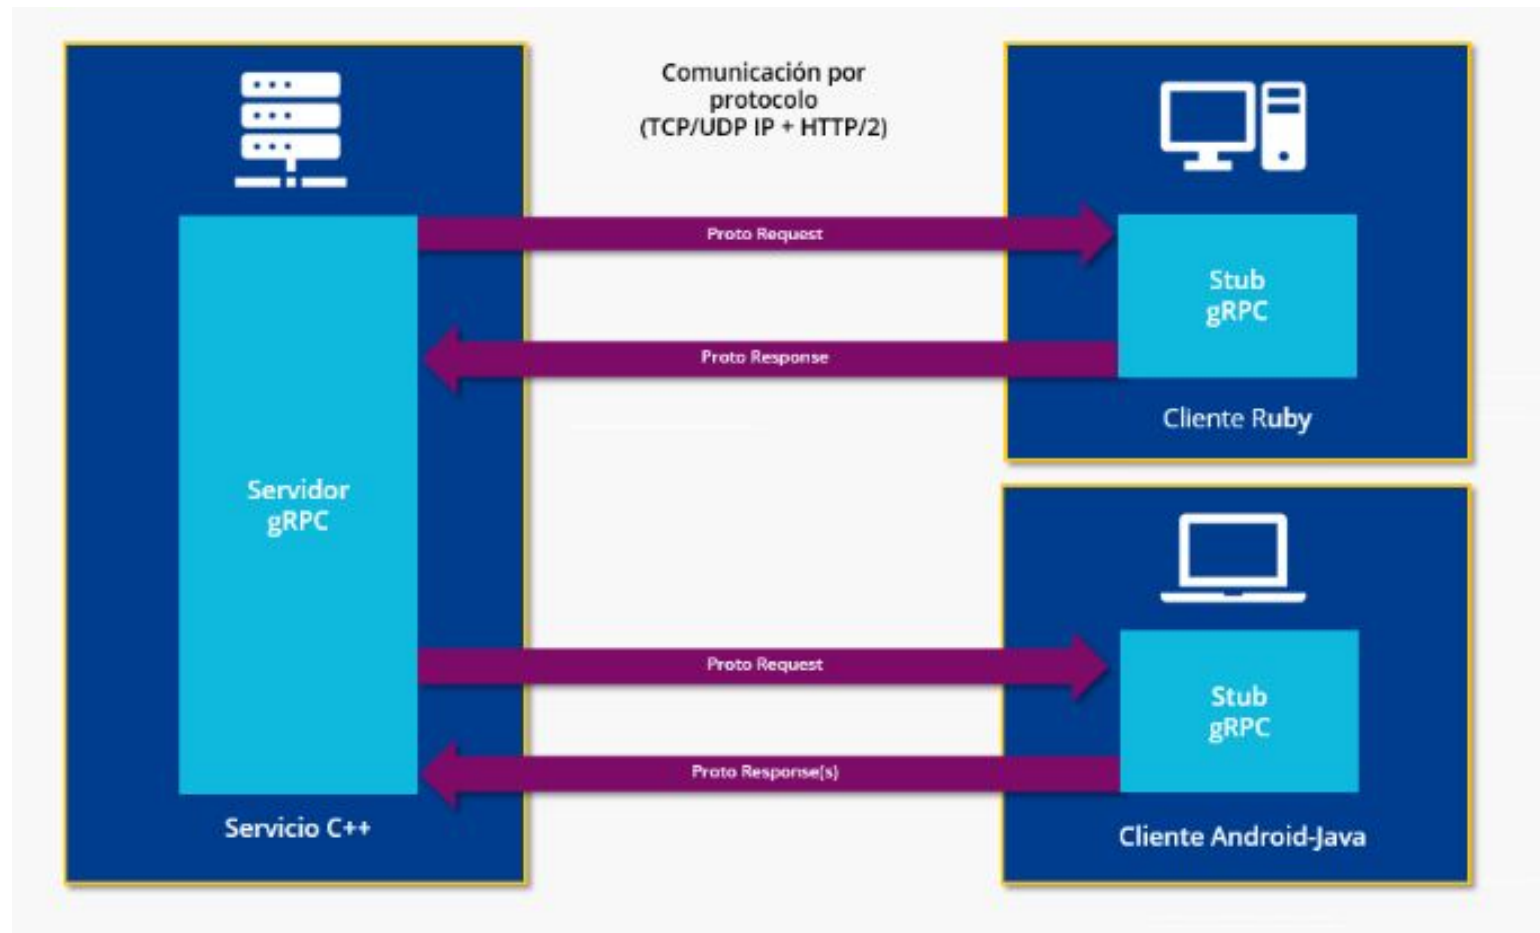 Comunicación por
protocolo
(TCP/UDP IP + HTTP/2)
Proto Request
Stub
gRPC
Proto Response
Cliente Ruby
Servidor
gRPC
Proto Request
Stub
gRPC
Proto Response(s)
Servicio C++
Cliente Android-Java